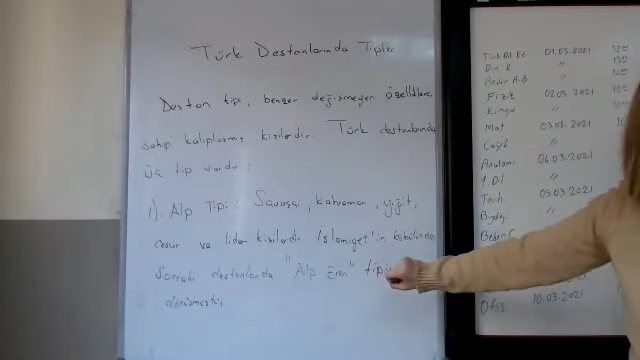 Türk Destanlarında Tipler
Destan tipi, benzer değişmeyen özelliklere
sahip kalıplaşmış kişilerdir. Türk destanlarında
üç tip vardır:
1). Alp Tipi: Savaşçı, kahraman, yiğit,
cesur ve lider kişilerdir İslamiyet'in kabulünden
sonraki destanlarda "Alp Eren" tipine
dönüşmüştür
Türk Dil Ed. 01.03.2021
Din K. "
Beden B.B "
Fizik 02.03.2021
Kimya "
Mat 03.03.2021
Coğrf "
Anatomi 04.03.2021
Y. Dil "
Tarih 05.03.2021
Biyoloji "
Beden E.
10.03.2021